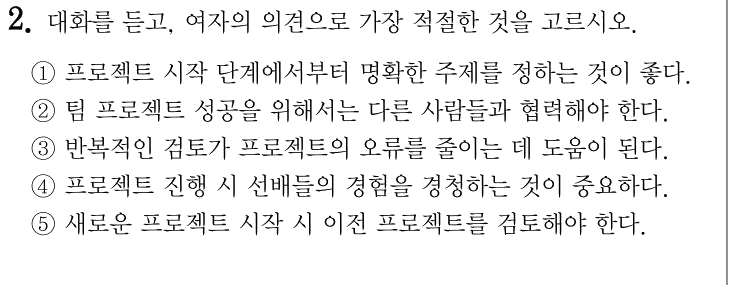 2. 대화를 듣고, 여자의 의견으로 가장 적절한 것을 고르시오.
① 프로젝트 시작 단계에서부터 명확한 주제를 정하는 것이 좋다.
② 팀 프로젝트 성공을 위해서는 다른 사람들과 협력해야 한다.
③ 반복적인 검토가 프로젝트의 오류를 줄이는 데 도움이 된다.
④ 프로젝트 진행 시 선배들의 경험을 경청하는 것이 중요하다.
⑤ 새로운 프로젝트 시작 시 이전 프로젝트를 검토해야 한다.